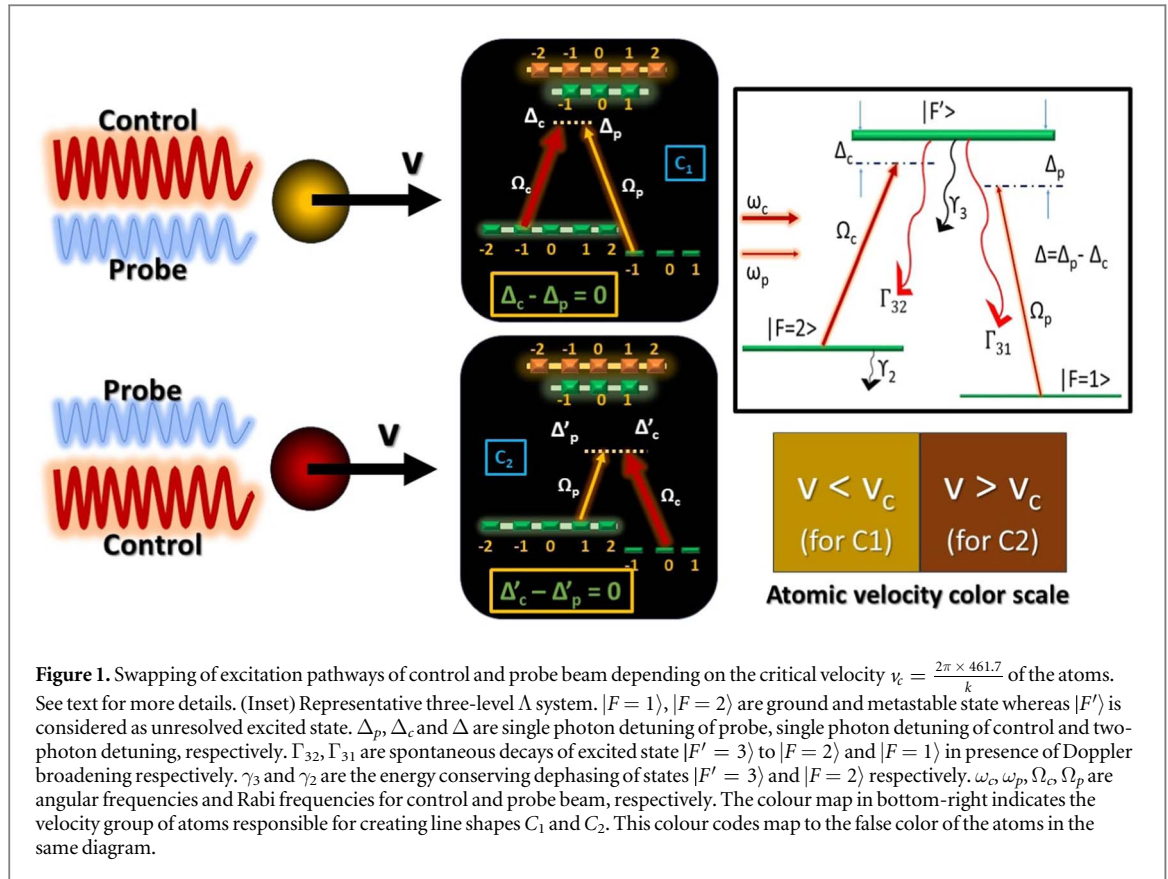 Control
Probe
V
-2 -1 0 1 2
-1 0 1
Δc Δp
C1
Ωc Ωp
-2 -1 0 1 2
-1 0 1
Δc - Δp = 0
Probe
Control
V
-2 -1 0 1 2
-1 0 1
Δ'p Δ'c
C2
Ωp Ωc
-2 -1 0 1 2
-1 0 1
Δ'c – Δ'p = 0
|F'>
Δc
Δp
ωc
Ωc
γ3
ωp
Δ=Δp- Δc
Γ32
Ωp
|F=2>
Γ31
γ2
|F=1>
V < Vc
(for C1)
V > Vc
(for C2)
Atomic velocity color scale
Figure 1. Swapping of excitation pathways of control and probe beam depending on the critical velocity νc = 2π × 461.7 / k of the atoms.
See text for more details. (Inset) Representative three-level Λ system. |F = 1⟩, |F = 2⟩ are ground and metastable state whereas |F′⟩ is
considered as unresolved excited state. Δp, Δc and Δ are single photon detuning of probe, single photon detuning of control and two-
photon detuning, respectively. Γ32, Γ31 are spontaneous decays of excited state |F′ = 3⟩ to |F = 2⟩ and |F = 1⟩ in presence of Doppler
broadening respectively. γ3 and γ2 are the energy conserving dephasing of states |F′ = 3⟩ and |F = 2⟩ respectively. ωc, ωp, Ωc, Ωp are
angular frequencies and Rabi frequencies for control and probe beam, respectively. The colour map in bottom-right indicates the
velocity group of atoms responsible for creating line shapes C1 and C2. This colour codes map to the false color of the atoms in the
same diagram.